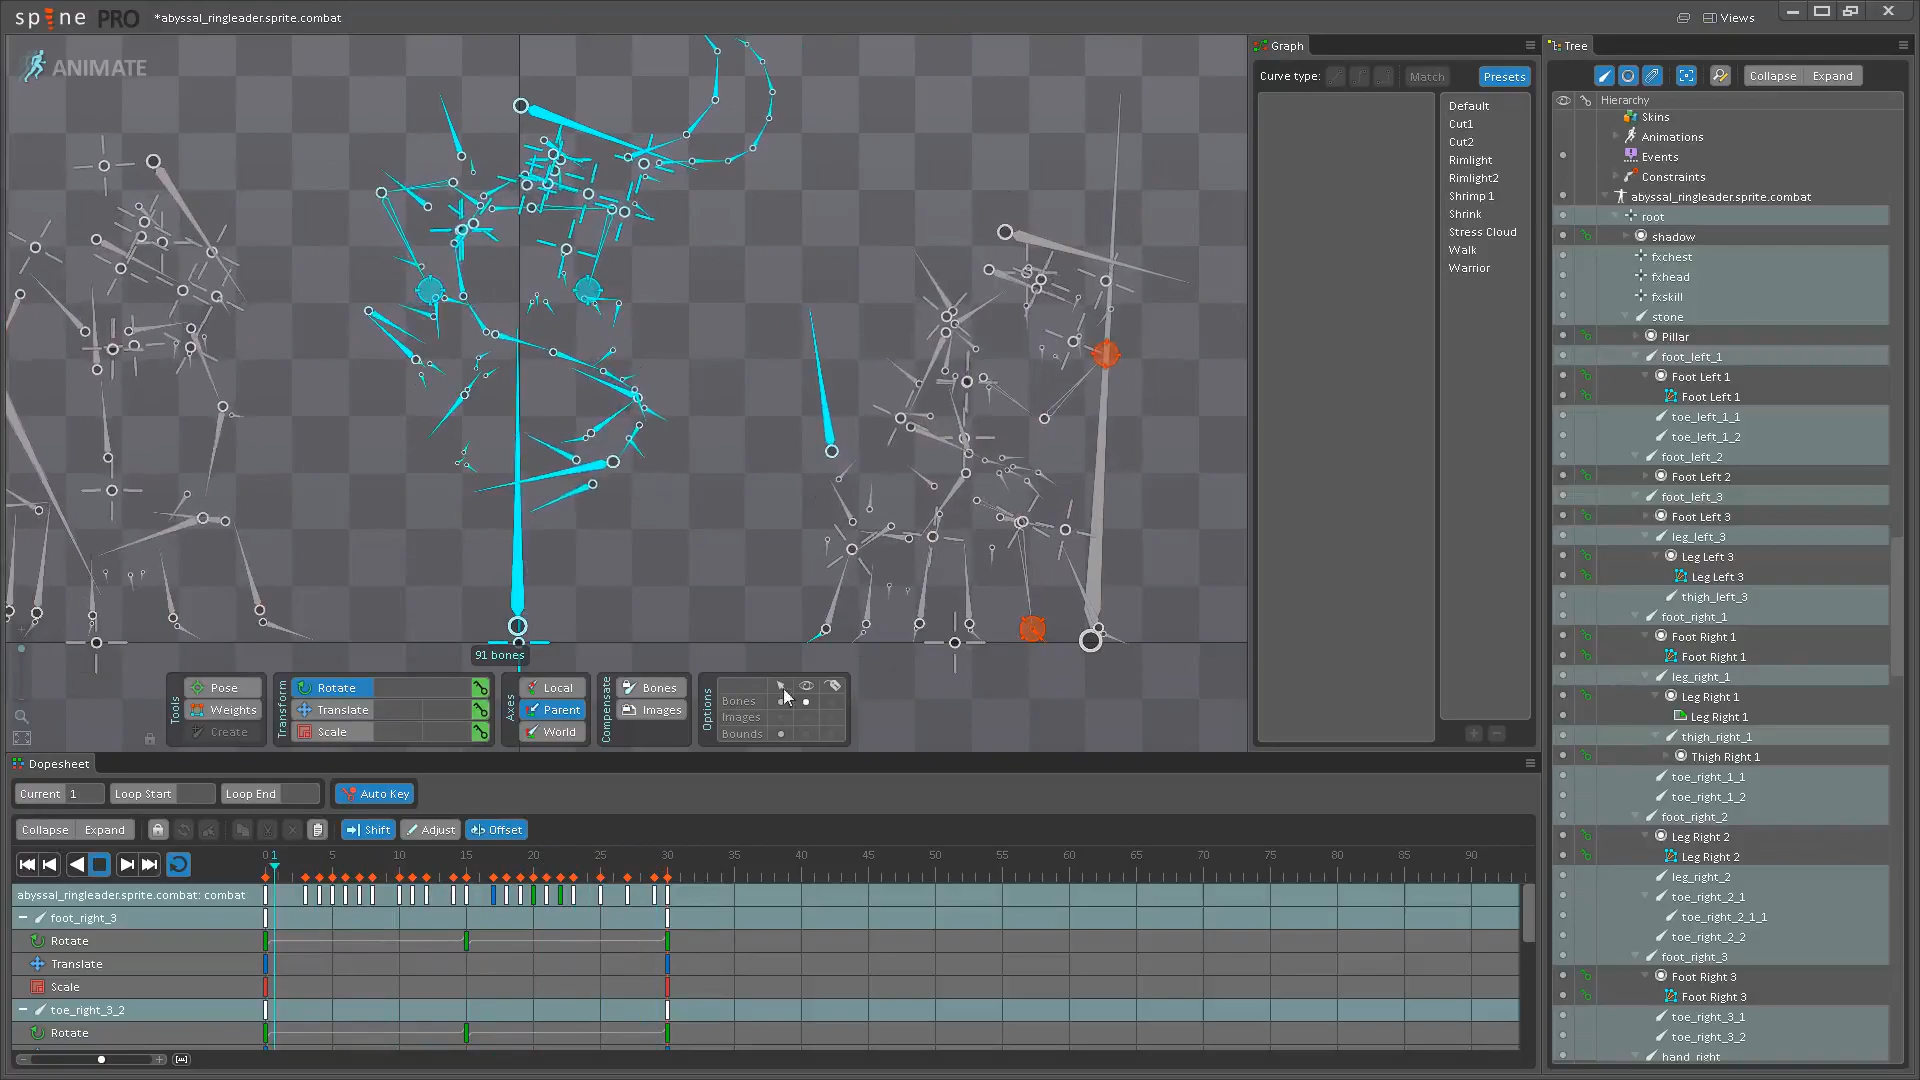 spine PRO *abyssal_ringleader.sprite.combat
Views
ANIMATE
91 bones
Tools
Pose
Weights
Create
Transform
Rotate
Translate
Scale
Axes
Local
Parent
World
Compensate
Bones
Images
Options
Bones
Images
Bounds
Graph
Curve type:
Match
Presets
Default
Cut1
Cut2
Rimlight
Rimlight2
Shrimp 1
Shrink
Stress Cloud
Walk
Warrior
Tree
Collapse Expand
Hierarchy
Skins
Animations
Events
Constraints
abyssal_ringleader.sprite.combat
root
shadow
fxchest
fxhead
fxskill
stone
Pillar
foot_left_1
Foot Left 1
Foot Left 1
toe_left_1_1
toe_left_1_2
foot_left_2
Foot Left 2
foot_left_3
Foot Left 3
leg_left_3
Leg Left 3
Leg Left 3
thigh_left_3
foot_right_1
Foot Right 1
Foot Right 1
leg_right_1
Leg Right 1
Leg Right 1
thigh_right_1
Thigh Right 1
toe_right_1_1
toe_right_1_2
foot_right_2
Leg Right 2
Leg Right 2
leg_right_2
toe_right_2_1
toe_right_2_1_1
toe_right_2_2
foot_right_3
Foot Right 3
Foot Right 3
toe_right_3_1
toe_right_3_2
hand_right
Dopesheet
Current 1 Loop Start Loop End Auto Key
Collapse Expand Shift Adjust Offset
0 1 5 10 15 20 25 30 35 40 45 50 55 60 65 70 75 80 85 90
abyssal_ringleader.sprite.combat: combat
foot_right_3
Rotate
Translate
Scale
toe_right_3_2
Rotate